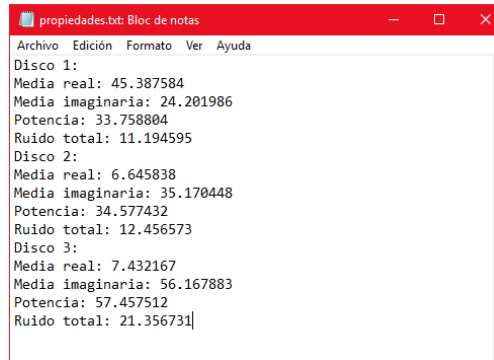 propiedades.txt: Bloc de notas
Archivo Edición Formato Ver Ayuda
Disco 1:
Media real: 45.387584
Media imaginaria: 24.201986
Potencia: 33.758804
Ruido total: 11.194595
Disco 2:
Media real: 6.645838
Media imaginaria: 35.170448
Potencia: 34.577432
Ruido total: 12.456573
Disco 3:
Media real: 7.432167
Media imaginaria: 56.167883
Potencia: 57.457512
Ruido total: 21.356731